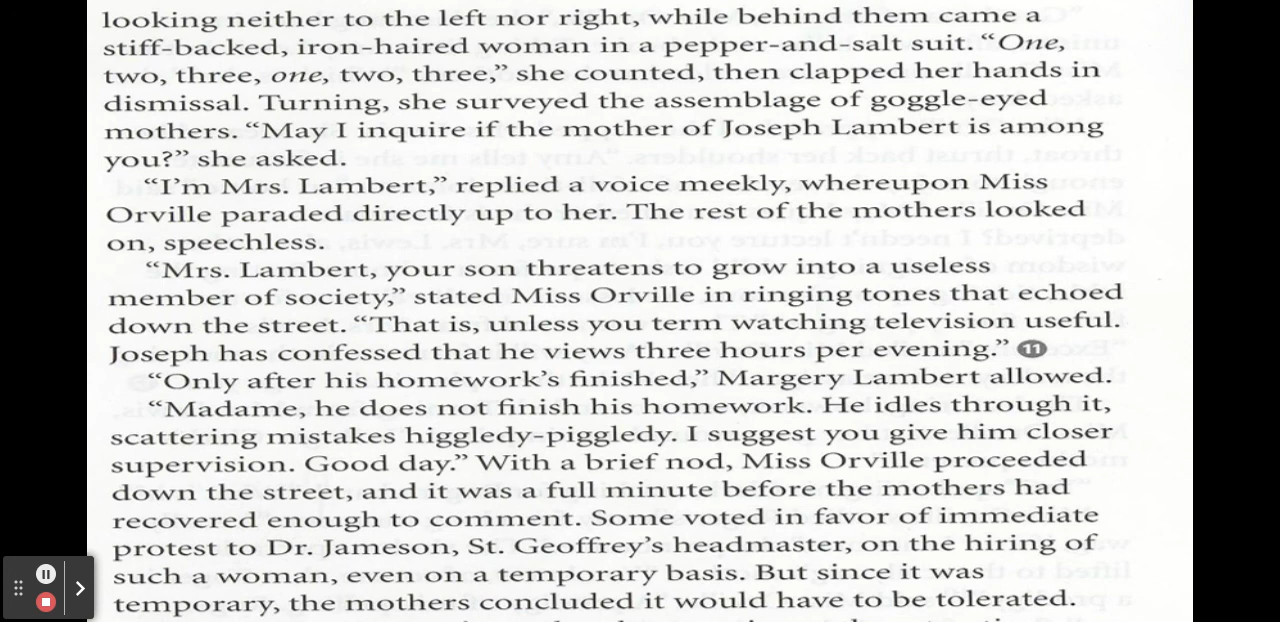 looking neither to the left nor right, while behind them came a
stiff-backed, iron-haired woman in a pepper-and-salt suit. “One,
two, three, one, two, three,” she counted, then clapped her hands in
dismissal. Turning, she surveyed the assemblage of goggle-eyed
mothers. “May I inquire if the mother of Joseph Lambert is among
you?” she asked.
“I’m Mrs. Lambert,” replied a voice meekly, whereupon Miss
Orville paraded directly up to her. The rest of the mothers looked
on, speechless.
“Mrs. Lambert, your son threatens to grow into a useless
member of society,” stated Miss Orville in ringing tones that echoed
down the street. “That is, unless you term watching television useful.
Joseph has confessed that he views three hours per evening.” 11
“Only after his homework’s finished,” Margery Lambert allowed.
“Madame, he does not finish his homework. He idles through it,
scattering mistakes higgledy-piggledy. I suggest you give him closer
supervision. Good day.” With a brief nod, Miss Orville proceeded
down the street, and it was a full minute before the mothers had
recovered enough to comment. Some voted in favor of immediate
protest to Dr. Jameson, St. Geoffrey’s headmaster, on the hiring of
such a woman, even on a temporary basis. But since it was
temporary, the mothers concluded it would have to be tolerated.